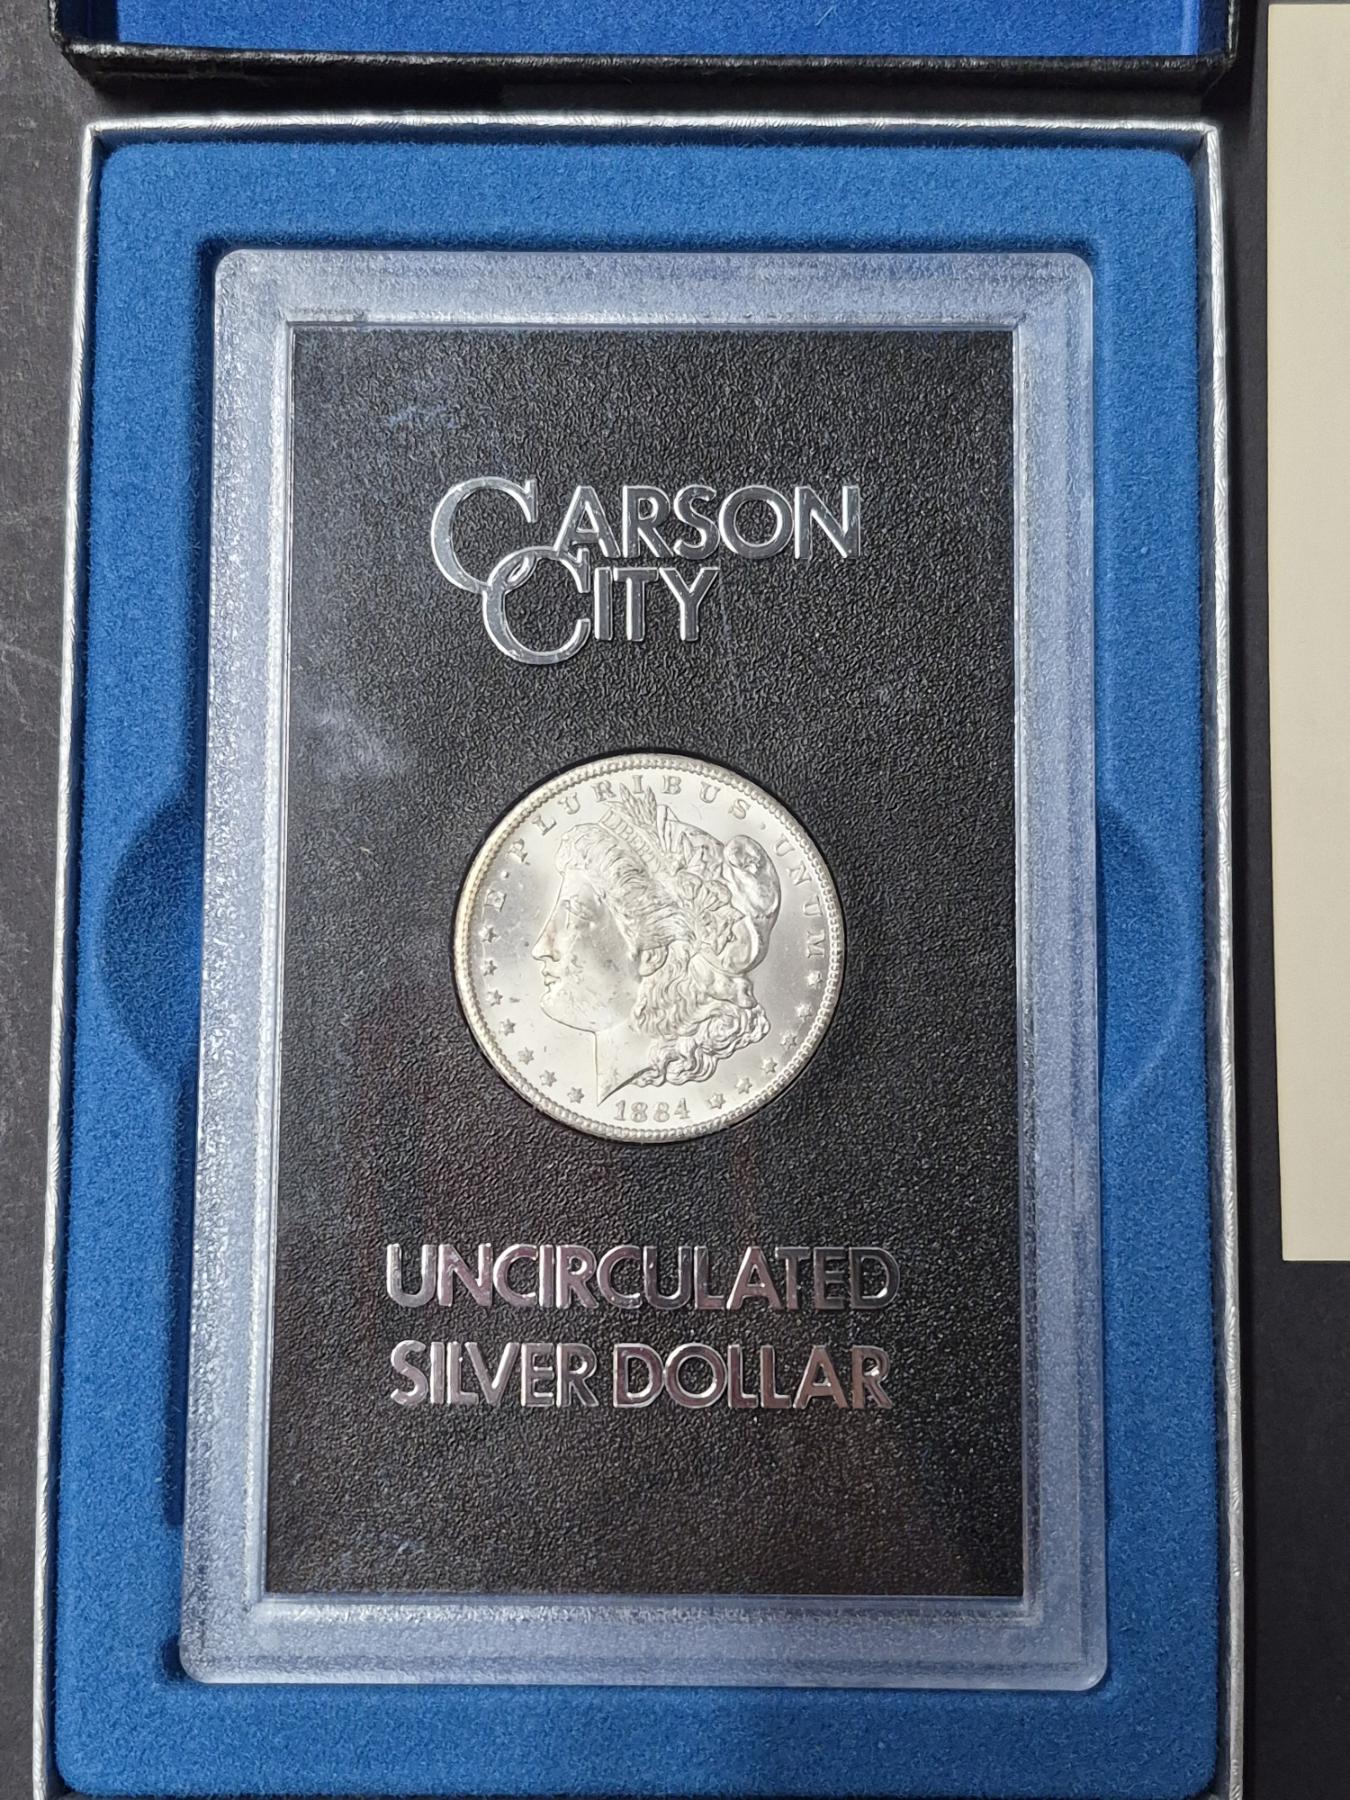 CARSON
CITY
E · PLURIBUS · UNUM
LIBERTY
1884
UNCIRCULATED
SILVER DOLLAR